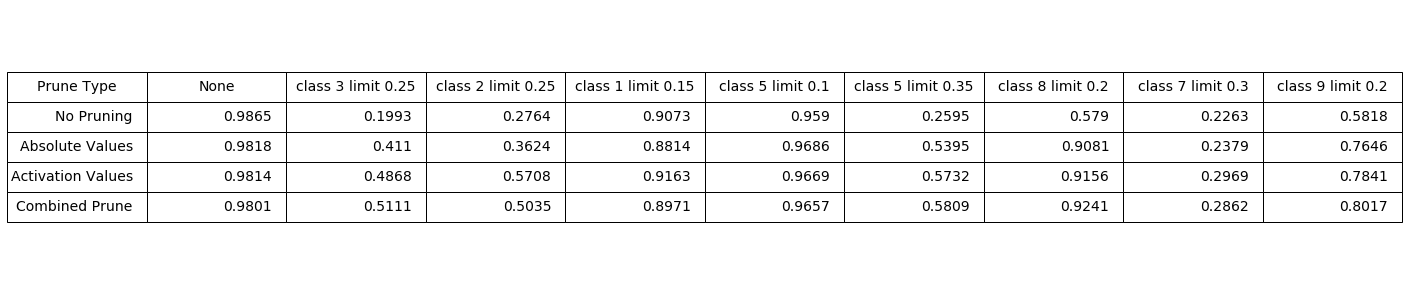 Prune Type None class 3 limit 0.25 class 2 limit 0.25 class 1 limit 0.15 class 5 limit 0.1 class 5 limit 0.35 class 8 limit 0.2 class 7 limit 0.3 class 9 limit 0.2
No Pruning 0.9865 0.1993 0.2764 0.9073 0.959 0.2595 0.579 0.2263 0.5818
Absolute Values 0.9818 0.411 0.3624 0.8814 0.9686 0.5395 0.9081 0.2379 0.7646
Activation Values 0.9814 0.4868 0.5708 0.9163 0.9669 0.5732 0.9156 0.2969 0.7841
Combined Prune 0.9801 0.5111 0.5035 0.8971 0.9657 0.5809 0.9241 0.2862 0.8017